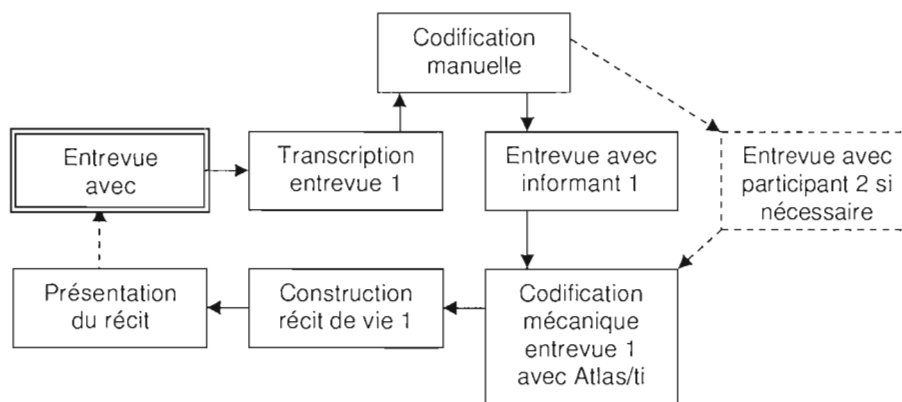 Codification
manuelle
Entrevue
avec
Transcription
entrevue 1
Entrevue avec
informant 1
Entrevue avec
participant 2 si
nécessaire
Présentation
du récit
Construction
récit de vie 1
Codification
mécanique
entrevue 1
avec Atlas/ti